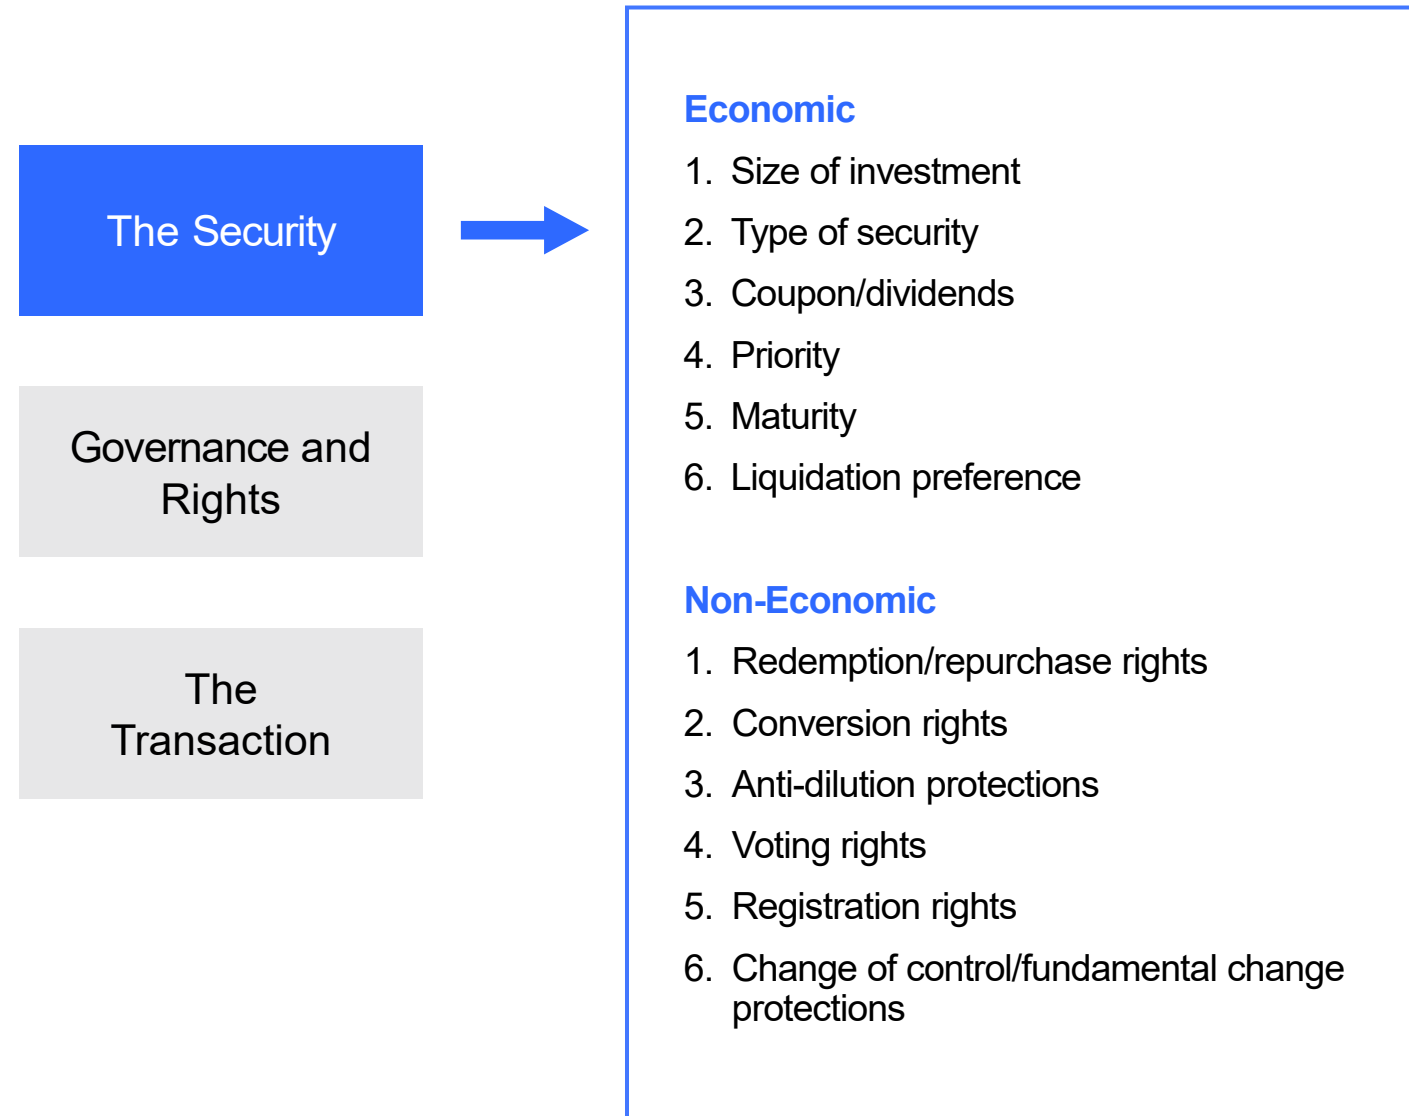 The Security
Governance and
Rights
The
Transaction
Economic
1. Size of investment
2. Type of security
3. Coupon/dividends
4. Priority
5. Maturity
6. Liquidation preference
Non-Economic
1. Redemption/repurchase rights
2. Conversion rights
3. Anti-dilution protections
4. Voting rights
5. Registration rights
6. Change of control/fundamental change
protections